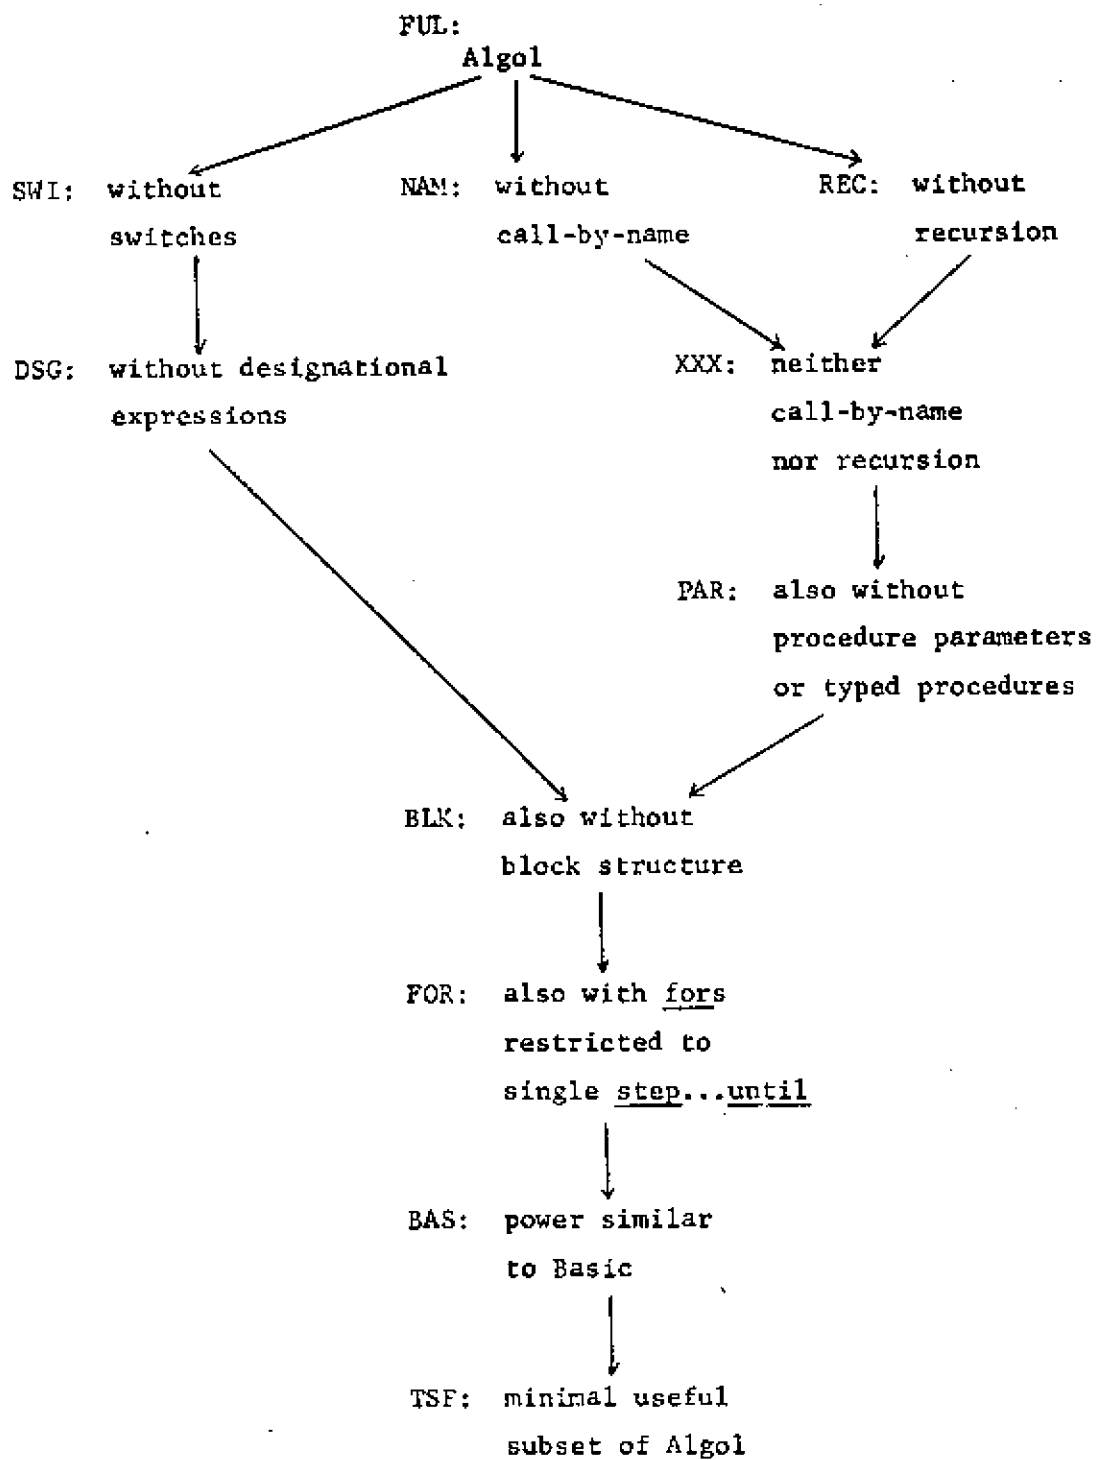 FUL:
Algol
SWI: without
switches
NAM: without
call-by-name
REC: without
recursion
DSG: without designational
expressions
XXX: neither
call-by-name
nor recursion
PAR: also without
procedure parameters
or typed procedures
BLK: also without
block structure
FOR: also with fors
restricted to
single step...until
BAS: power similar
to Basic
TSF: minimal useful
subset of Algol